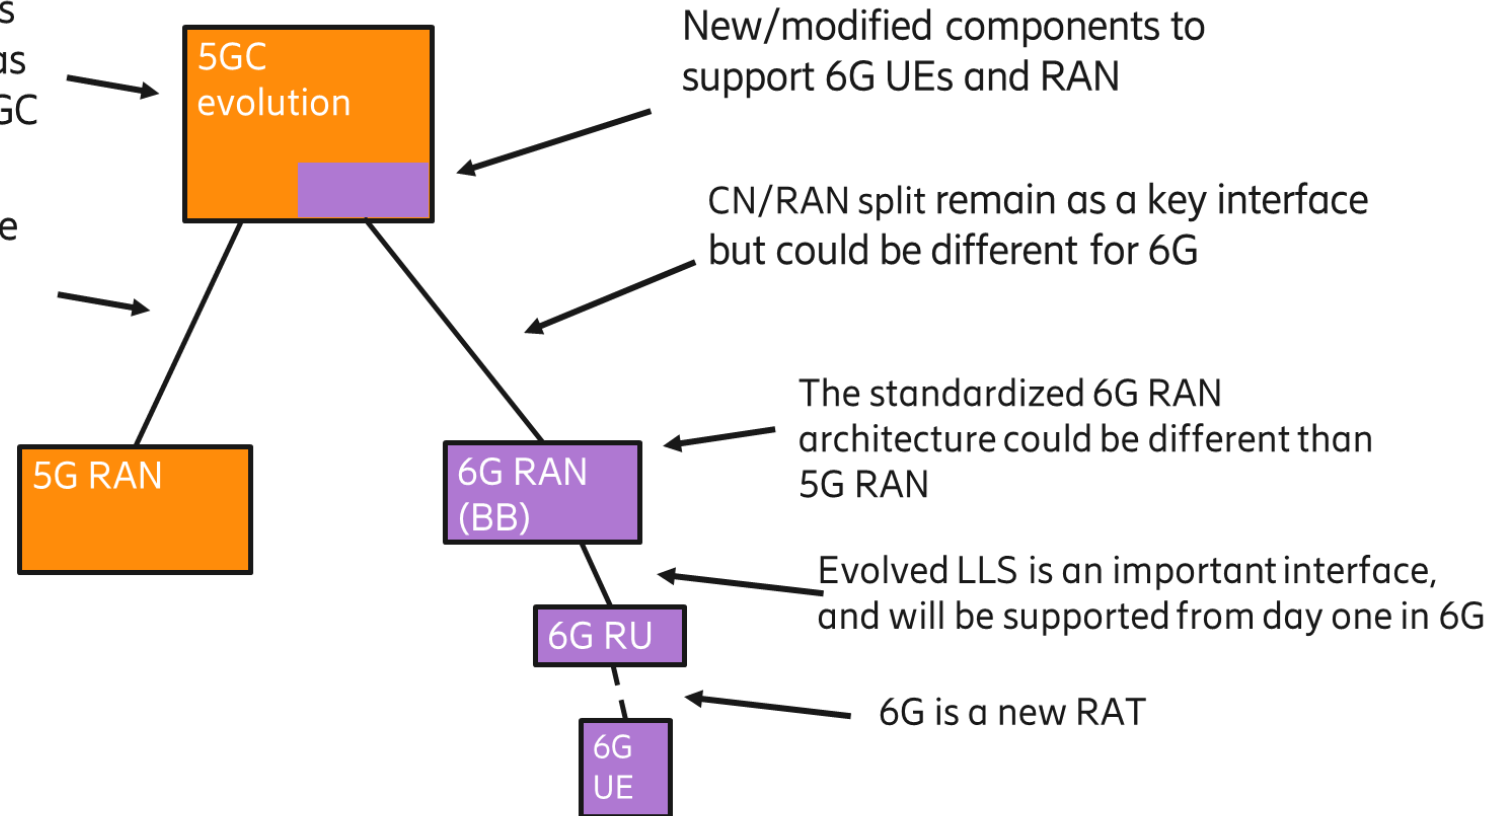 s
as
GC
e
5GC
evolution
New/modified components to
support 6G UEs and RAN
CN/RAN split remain as a key interface
but could be different for 6G
5G RAN
6G RAN
(BB)
The standardized 6G RAN
architecture could be different than
5G RAN
Evolved LLS is an important interface,
and will be supported from day one in 6G
6G RU
6G is a new RAT
6G
UE